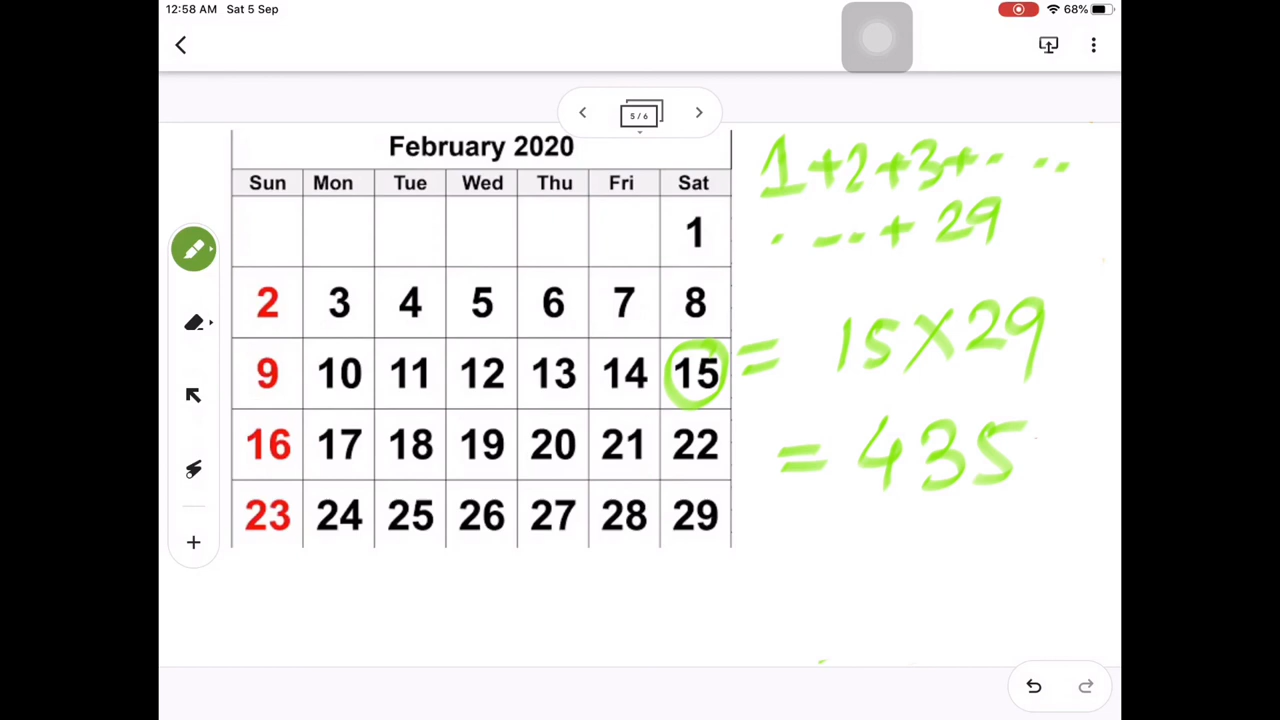 12:58 AM Sat 5 Sep 68%
5 / 6
February 2020
Sun Mon Tue Wed Thu Fri Sat
1
2 3 4 5 6 7 8
9 10 11 12 13 14 15
16 17 18 19 20 21 22
23 24 25 26 27 28 29
1+2+3+-- --
. --- + 29
= 15×29
= 435